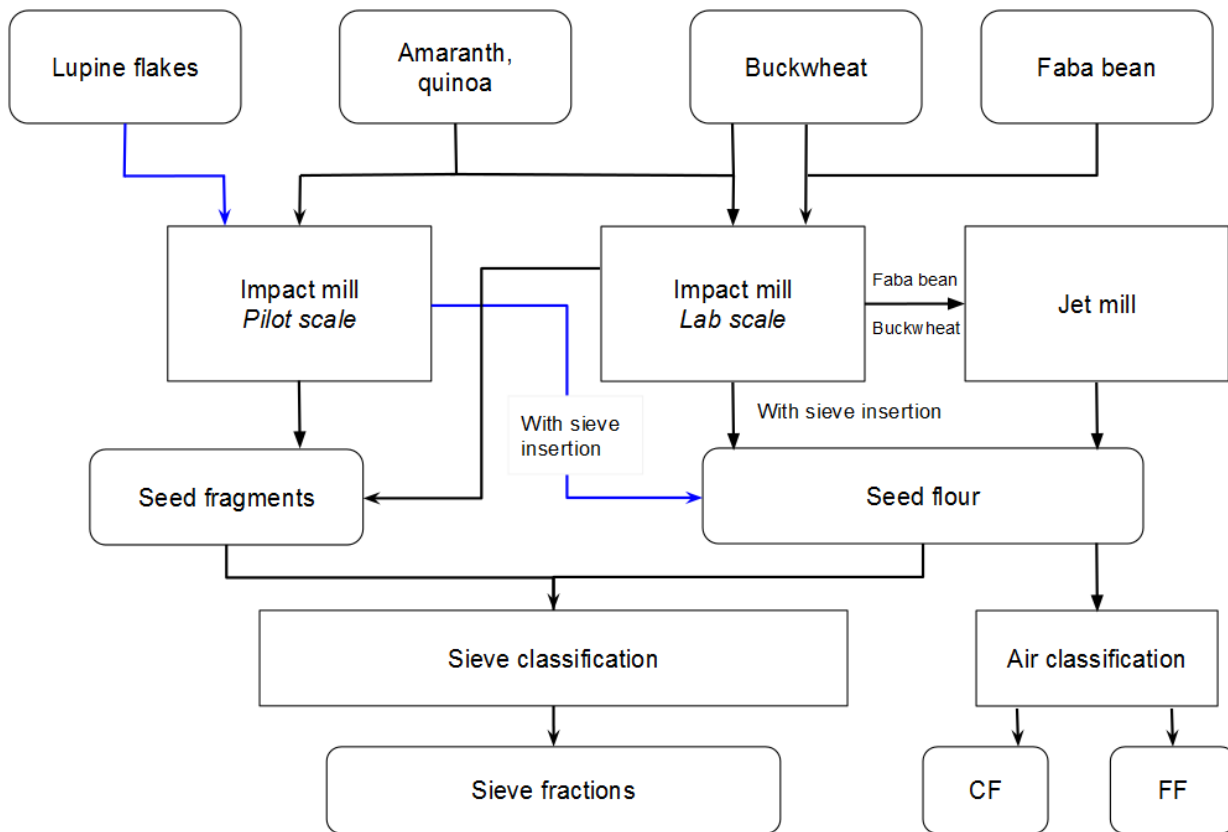 Lupine flakes
Amaranth,
quinoa
Buckwheat
Faba bean
Impact mill
Pilot scale
Impact mill
Lab scale
Faba bean
Buckwheat
Jet mill
With sieve
insertion
With sieve insertion
Seed fragments
Seed flour
Sieve classification
Air classification
Sieve fractions
CF
FF